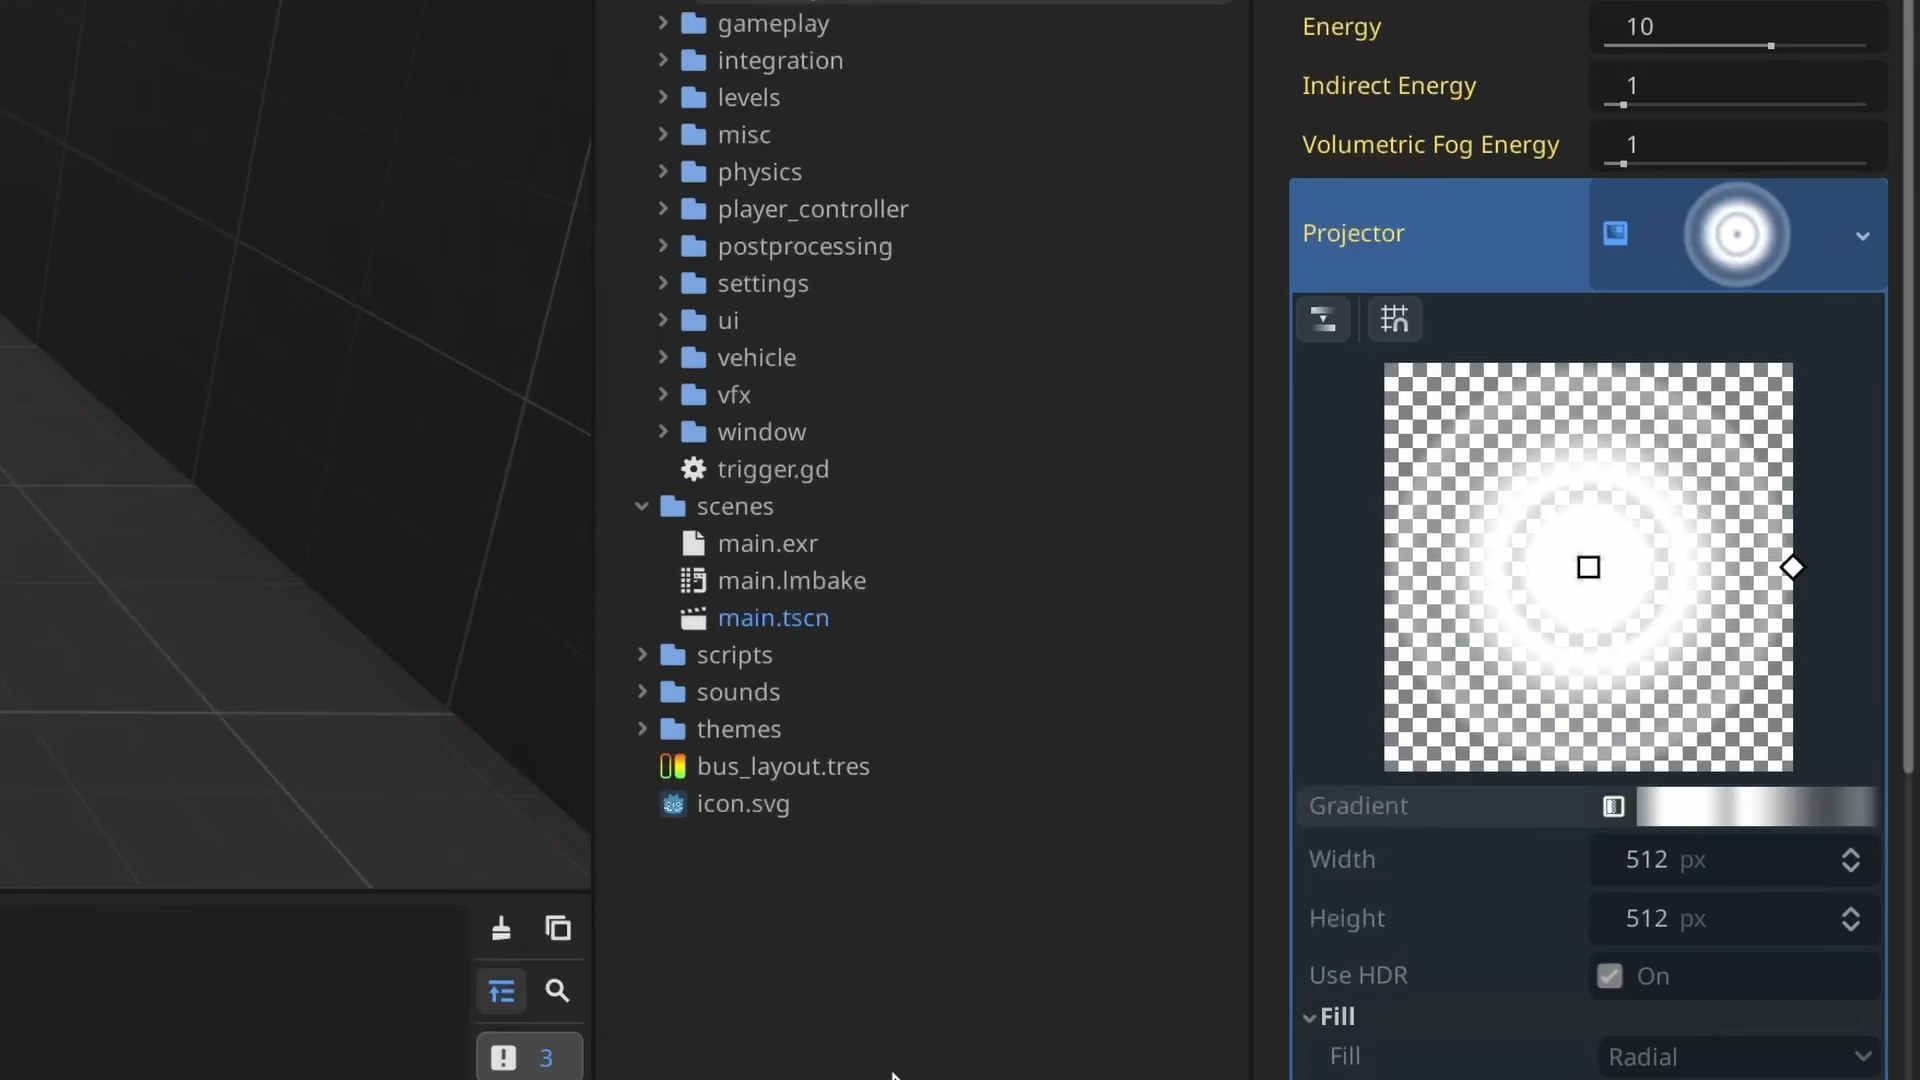 gameplay
integration
levels
misc
physics
player_controller
postprocessing
settings
ui
vehicle
vfx
window
trigger.gd
scenes
main.exr
main.lmbake
main.tscn
scripts
sounds
themes
bus_layout.tres
icon.svg
3
Energy 10
Indirect Energy 1
Volumetric Fog Energy 1
Projector
Gradient
Width 512 px
Height 512 px
Use HDR On
Fill
Fill Radial